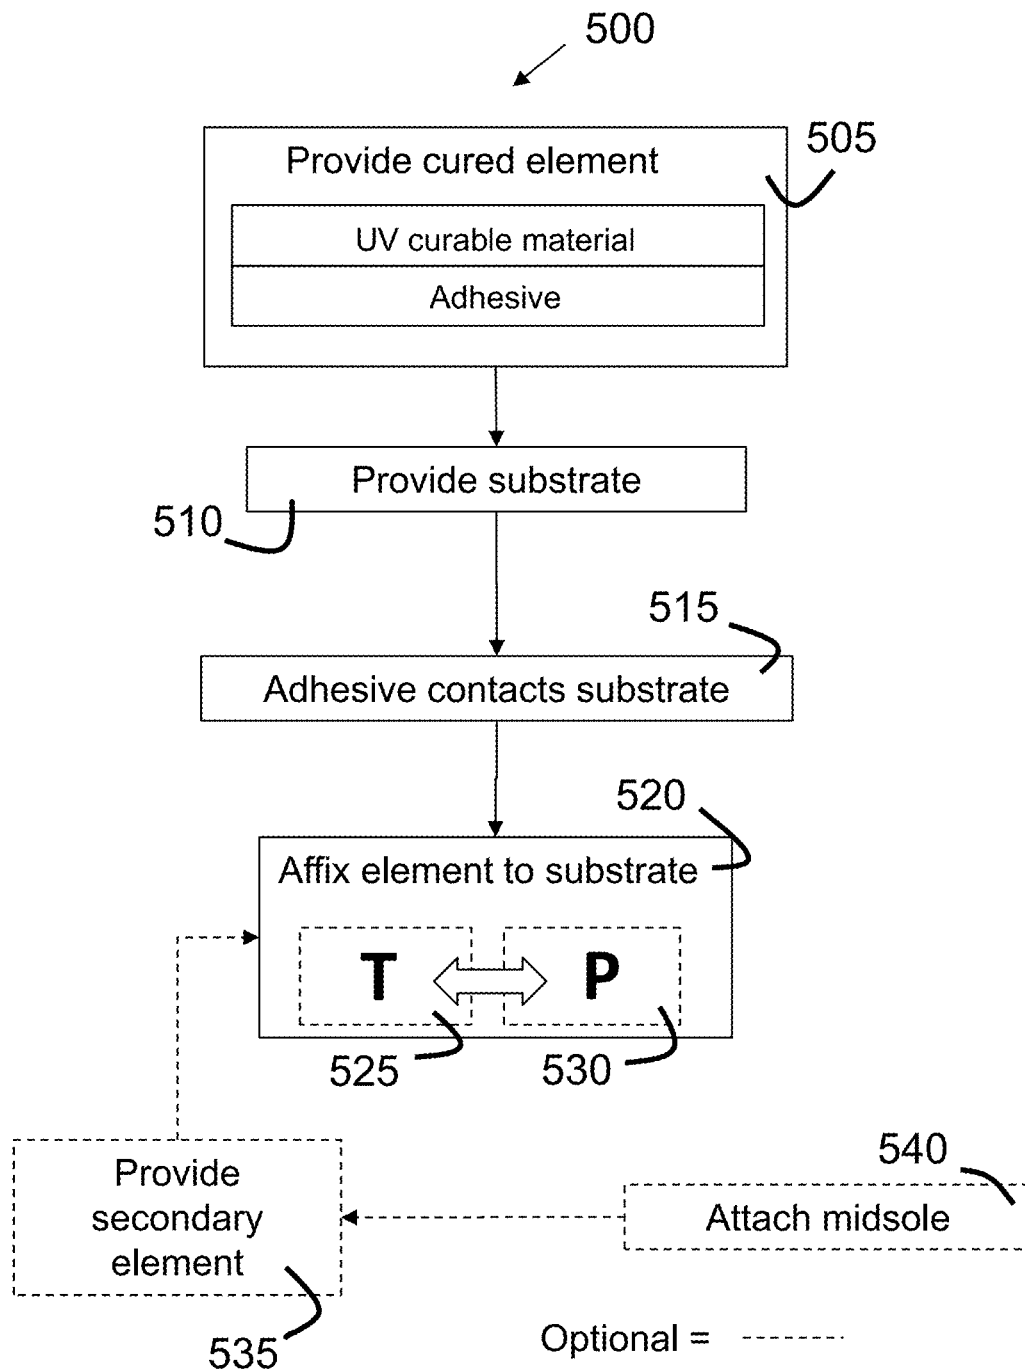 500
Provide cured element
505
UV curable material
Adhesive
Provide substrate
510
515
Adhesive contacts substrate
520
Affix element to substrate
T
P
525
530
Provide
secondary
element
535
540
Attach midsole
Optional =